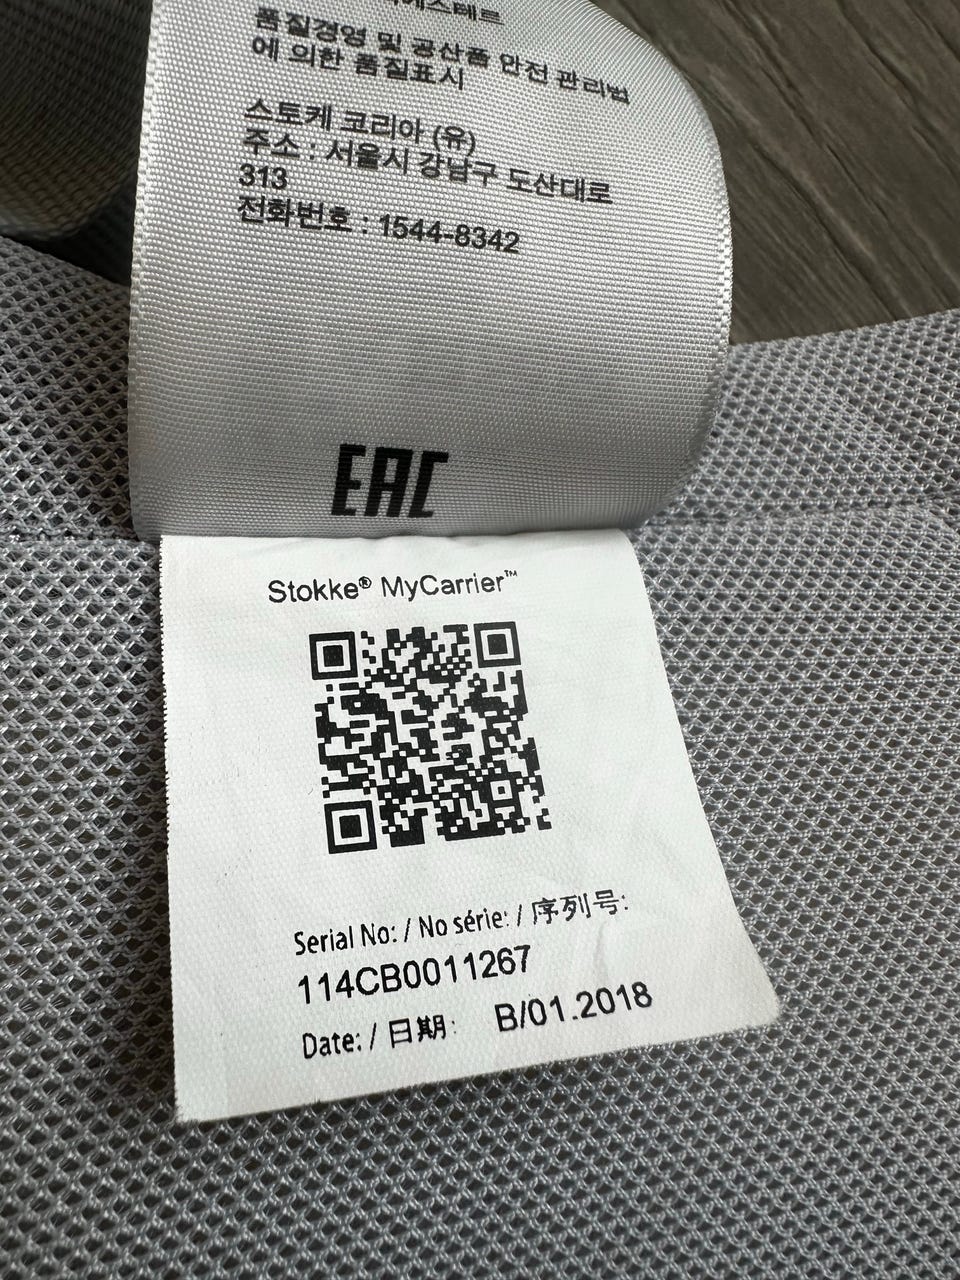 품질경영 및 공산품 안전 관리법
에 의한 품질표시
스토케 코리아 (유)
주소 : 서울시 강남구 도산대로
313
전화번호 : 1544-8342
EAC
Stokke® MyCarrier™
Serial No: / No série: / 序列号:
114CB0011267
Date: / 日期: B/01.2018